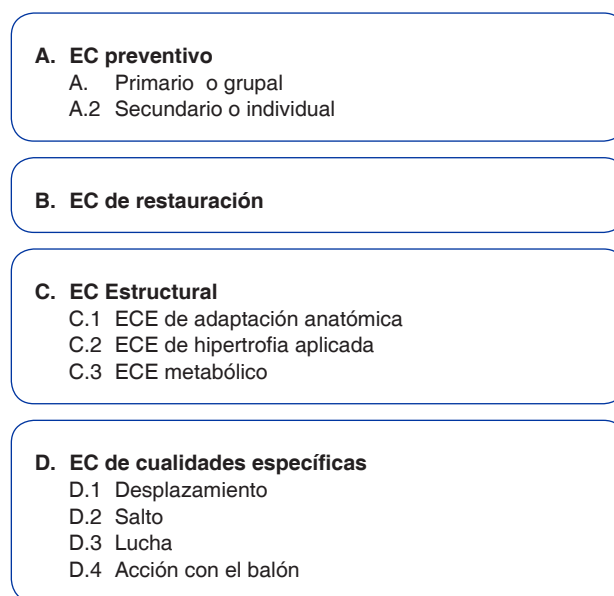 A. EC preventivo
A. Primario o grupal
A.2 Secundario o individual
B. EC de restauración
C. EC Estructural
C.1 ECE de adaptación anatómica
C.2 ECE de hipertrofia aplicada
C.3 ECE metabólico
D. EC de cualidades específicas
D.1 Desplazamiento
D.2 Salto
D.3 Lucha
D.4 Acción con el balón